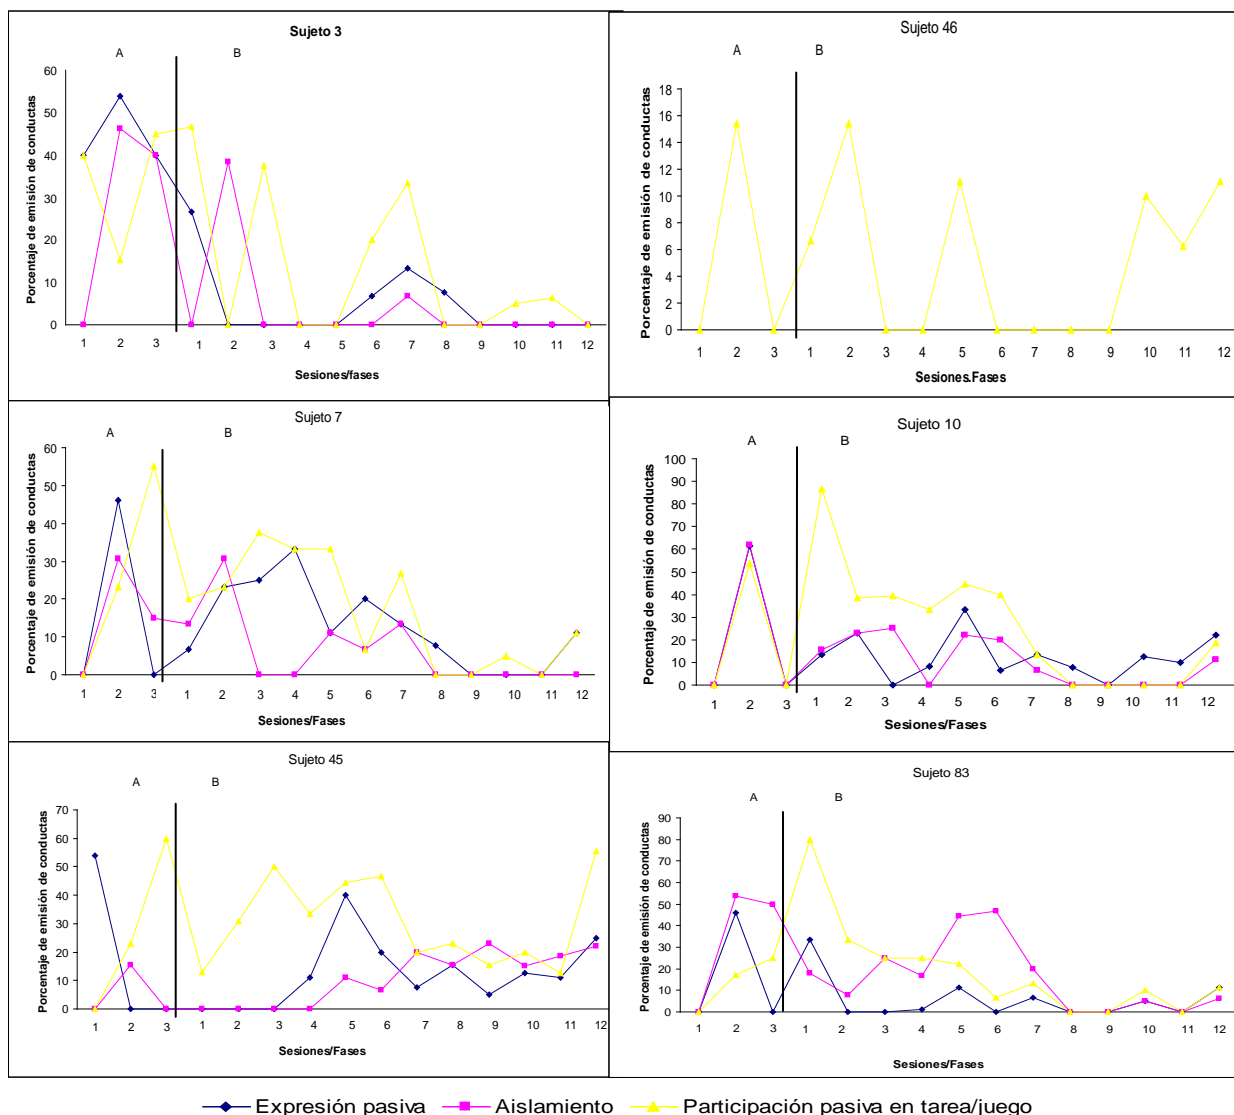 Sujeto 3
A B
Porcentaje de emisión de conductas
60
50
40
30
20
10
0
1 2 3 1 2 3 4 5 6 7 8 9 10 11 12
Sesiones/fases
Sujeto 46
A B
Porcentaje de emisión de conductas
18
16
14
12
10
8
6
4
2
0
1 2 3 1 2 3 4 5 6 7 8 9 10 11 12
Sesiones.Fases
Sujeto 7
A B
Porcentaje de emisión de conductas
60
50
40
30
20
10
0
1 2 3 1 2 3 4 5 6 7 8 9 10 11 12
Sesiones/Fases
Sujeto 10
A B
Porcentaje de emisión de conductas
100
90
80
70
60
50
40
30
20
10
0
1 2 3 1 2 3 4 5 6 7 8 9 10 11 12
Sesiones/Fases
Sujeto 45
A B
Porcentaje de emisión de conductas
70
60
50
40
30
20
10
0
1 2 3 1 2 3 4 5 6 7 8 9 10 11 12
Sesiones/Fases
Sujeto 83
A B
Porcentaje de emisión de conductas
90
80
70
60
50
40
30
20
10
0
1 2 3 1 2 3 4 5 6 7 8 9 10 11 12
Sesiones/Fases
Expresión pasiva Aislamiento Participación pasiva en tarea/juego